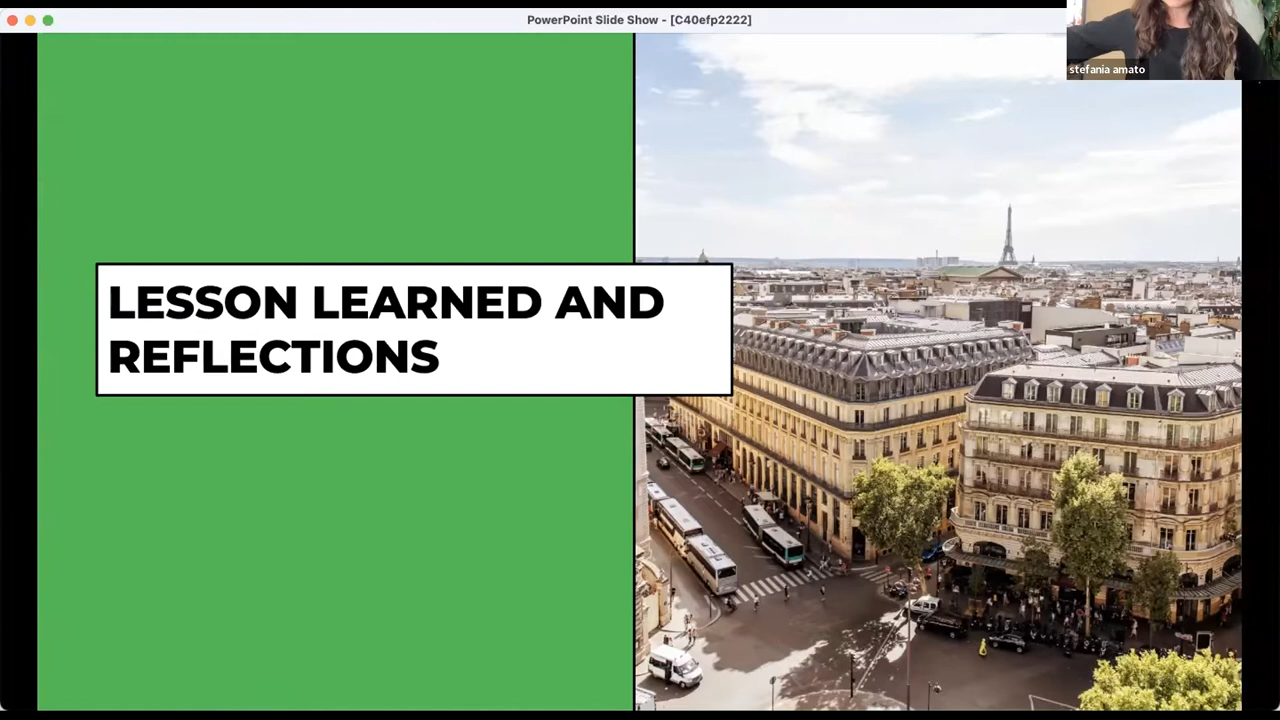 PowerPoint Slide Show - [C40efp2222]
stefania amato
LESSON LEARNED AND
REFLECTIONS